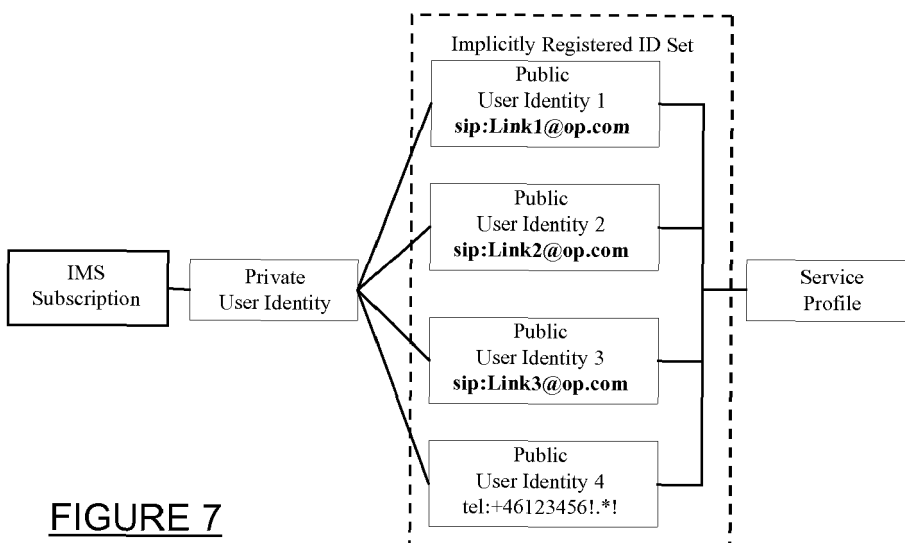 Implicitly Registered ID Set
Public
User Identity 1
sip:Link1@op.com
Public
User Identity 2
sip:Link2@op.com
IMS
Subscription
Private
User Identity
Service
Profile
Public
User Identity 3
sip:Link3@op.com
Public
User Identity 4
tel:+46123456!.*!
FIGURE 7